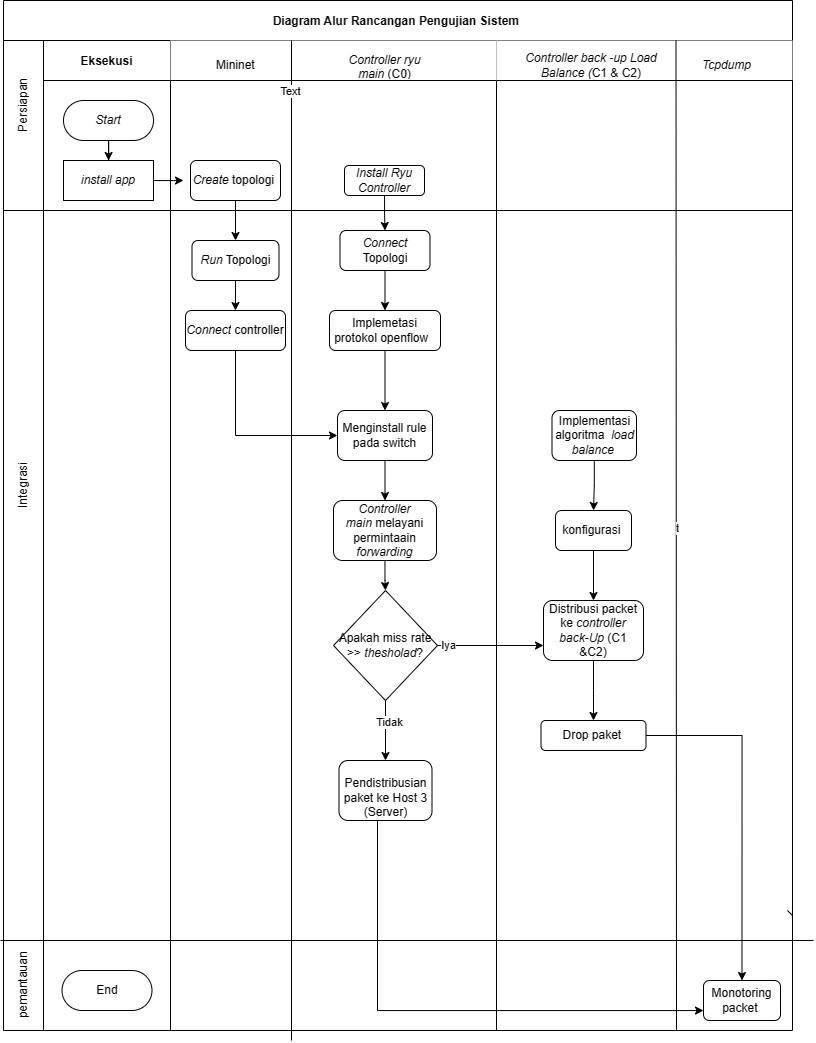 Diagram Alur Rancangan Pengujian Sistem
Eksekusi
Mininet
Controller ryu
main (C0)
Controller back -up Load
Balance (C1 & C2)
Tcpdump
Persiapan
Text
Start
install app
Create topologi
Install Ryu
Controller
Integrasi
Run Topologi
Connect
Topologi
Connect controller
Implemetasi
protokol openflow
Menginstall rule
pada switch
Implementasi
algoritma load
balance
Controller
main melayani
permintaain
forwarding
konfigurasi
t
Apakah miss rate
>> thesholad?
Iya
Distribusi packet
ke controller
back-Up (C1
&C2)
Tidak
Drop paket
Pendistribusian
paket ke Host 3
(Server)
pemantauan
End
Monotoring
packet